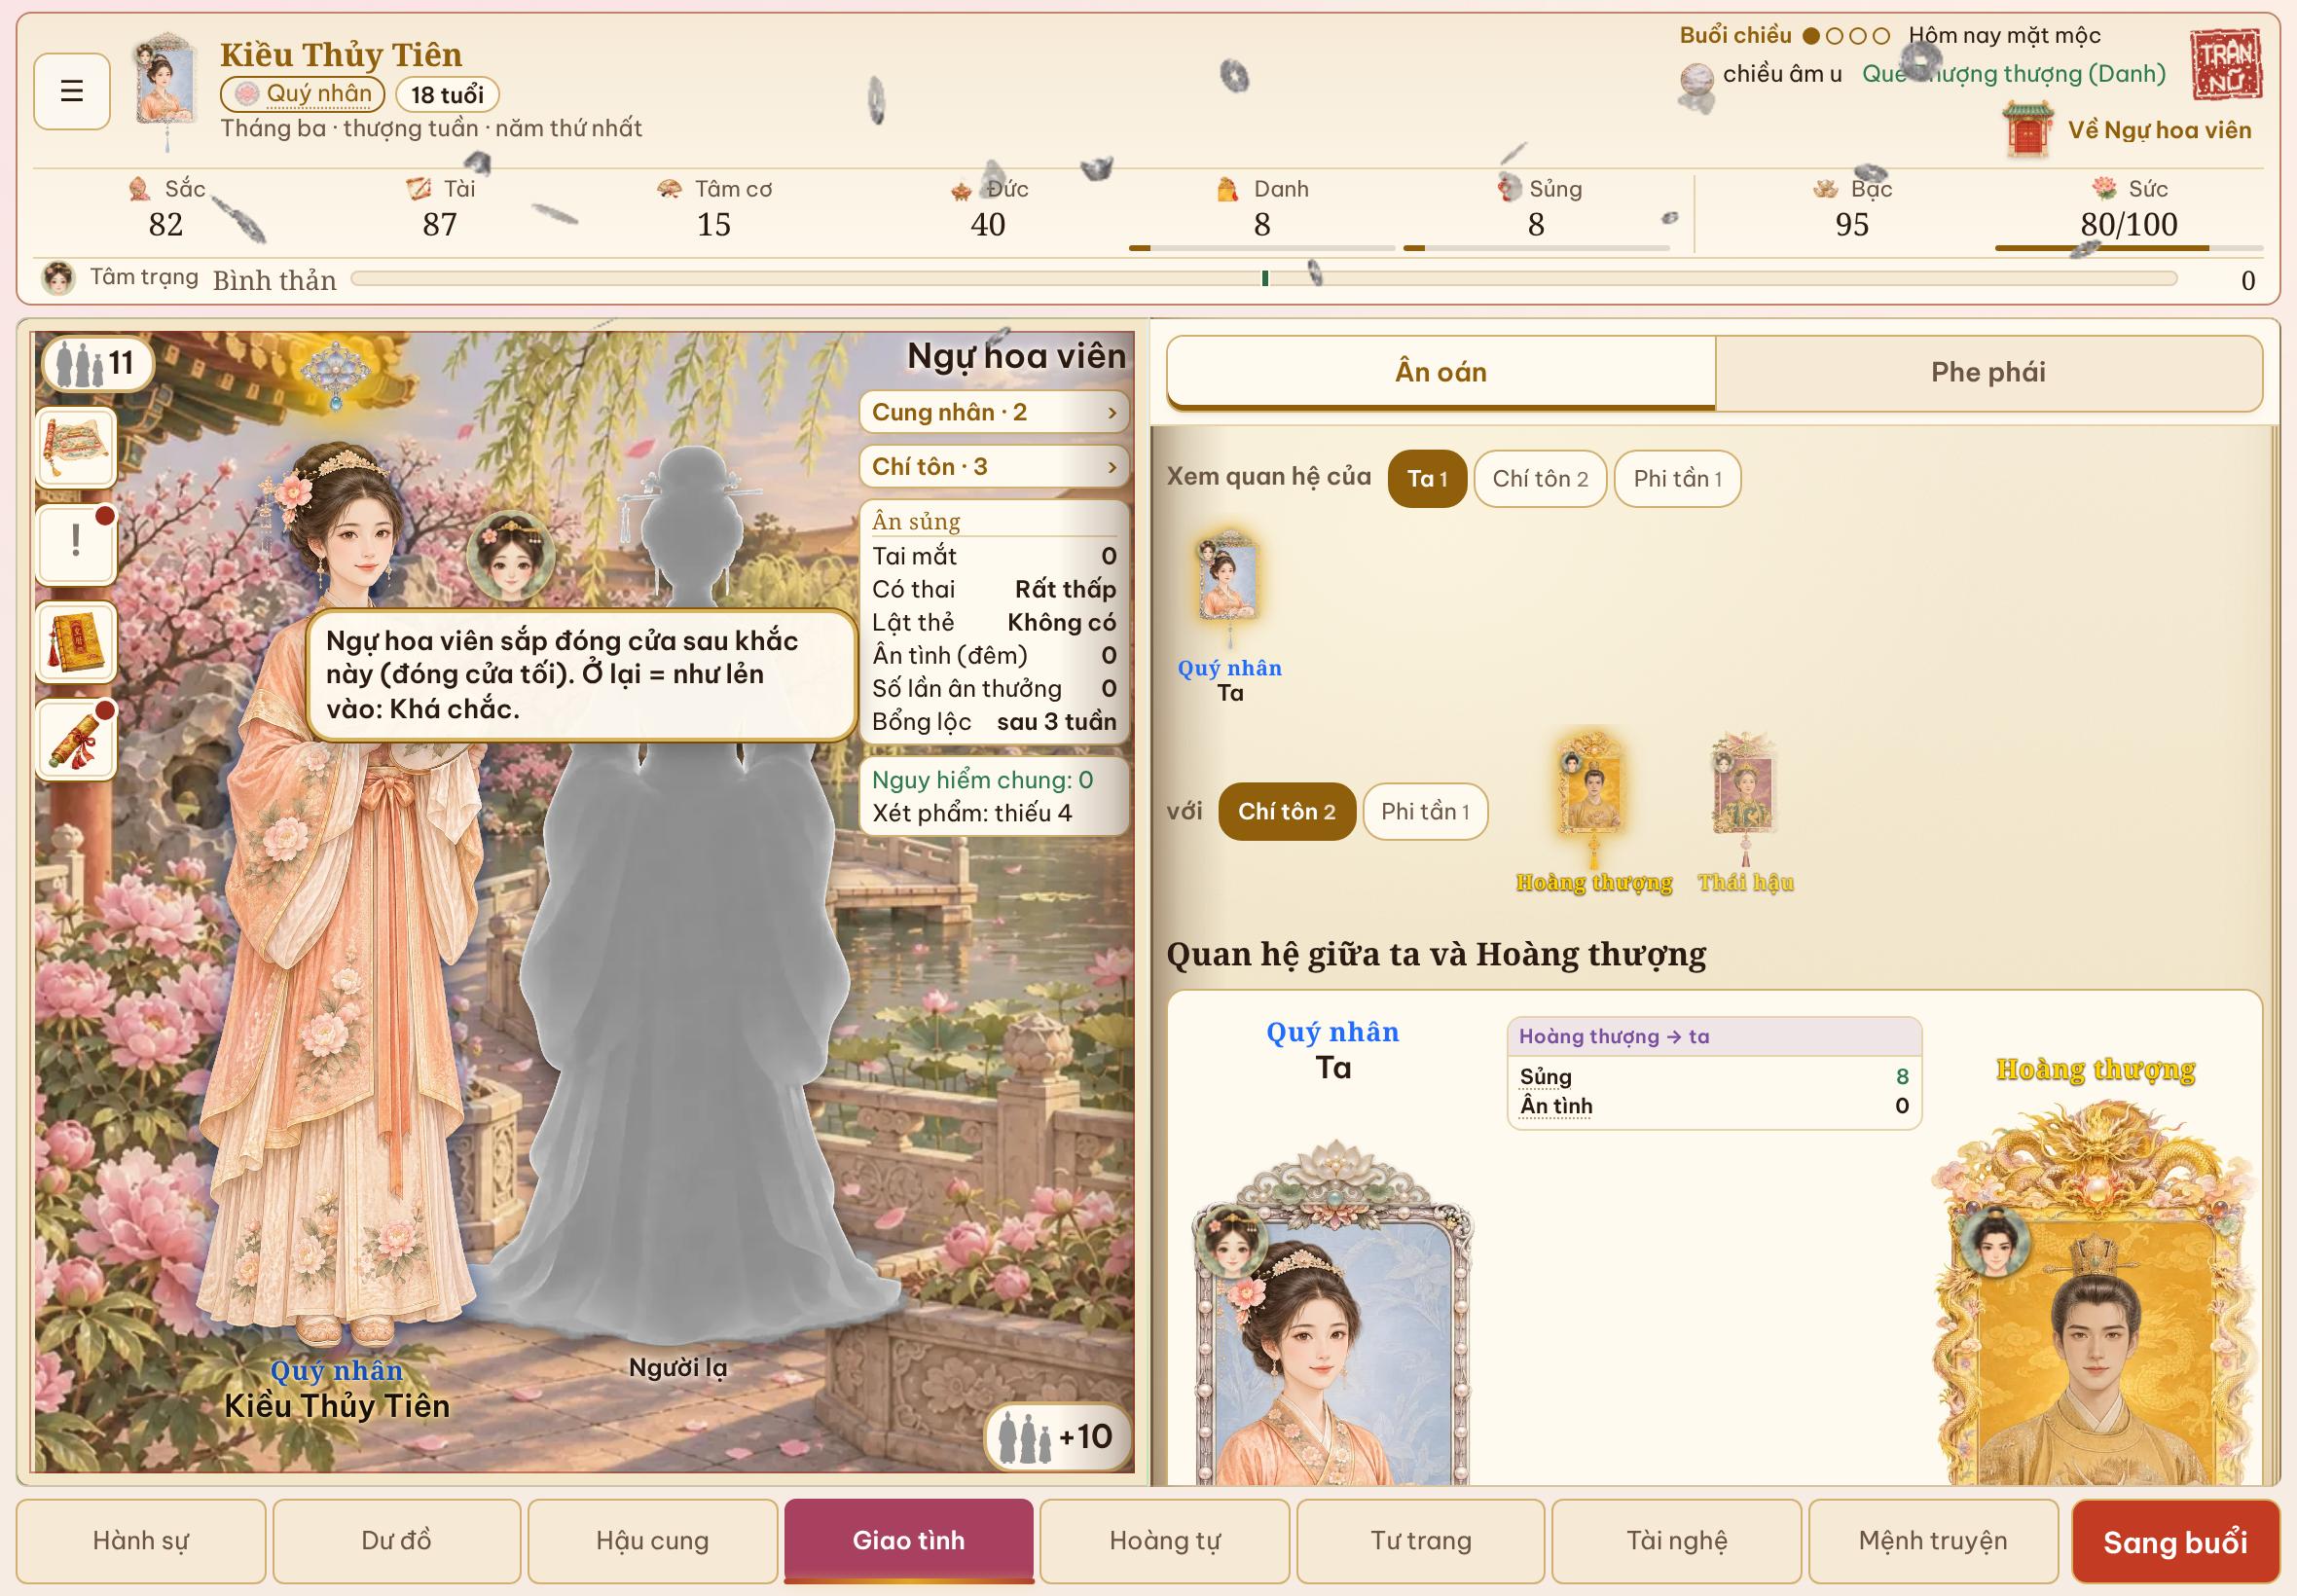 ☰
Kiều Thủy Tiên
Quý nhân
18 tuổi
Tháng ba · thượng tuần · năm thứ nhất
Buổi chiều
Hôm nay mặt mộc
chiều âm u
Quẻ thượng thượng (Danh)
TRÂN NỮ
Về Ngự hoa viên
Sắc
82
Tài
87
Tâm cơ
15
Đức
40
Danh
8
Sủng
8
Bạc
95
Sức
80/100
Tâm trạng
Bình thản
0
11
!
Ngự hoa viên
Cung nhân · 2 ›
Chí tôn · 3 ›
Ân sủng
Tai mắt 0
Có thai Rất thấp
Lật thẻ Không có
Ân tình (đêm) 0
Số lần ân thưởng 0
Bổng lộc sau 3 tuần
Nguy hiểm chung: 0
Xét phẩm: thiếu 4
Ngự hoa viên sắp đóng cửa sau khắc
này (đóng cửa tối). Ở lại = như lẻn
vào: Khá chắc.
Quý nhân
Kiều Thủy Tiên
Người lạ
+10
Ân oán
Phe phái
Xem quan hệ của
Ta 1
Chí tôn 2
Phi tần 1
Quý nhân
Ta
với
Chí tôn 2
Phi tần 1
Hoàng thượng
Thái hậu
Quan hệ giữa ta và Hoàng thượng
Quý nhân
Ta
Hoàng thượng → ta
Sủng 8
Ân tình 0
Hoàng thượng
Hành sự
Dư đồ
Hậu cung
Giao tình
Hoàng tự
Tư trang
Tài nghệ
Mệnh truyện
Sang buổi